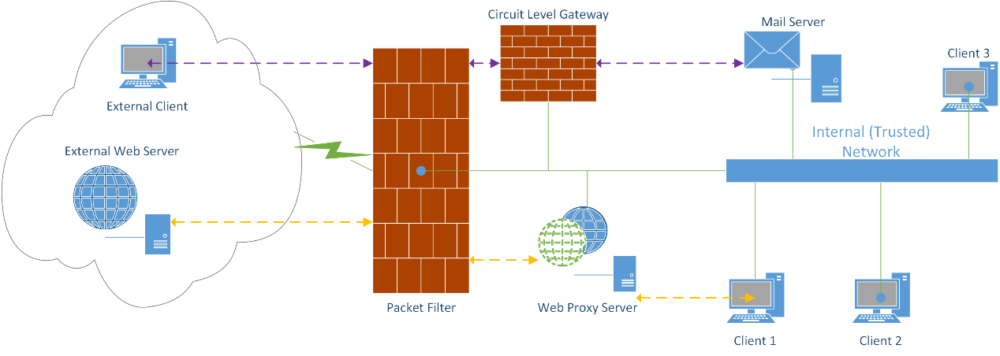 Circuit Level Gateway
Mail Server
Client 3
External Client
Internal (Trusted)
Network
External Web Server
Packet Filter
Web Proxy Server
Client 1
Client 2